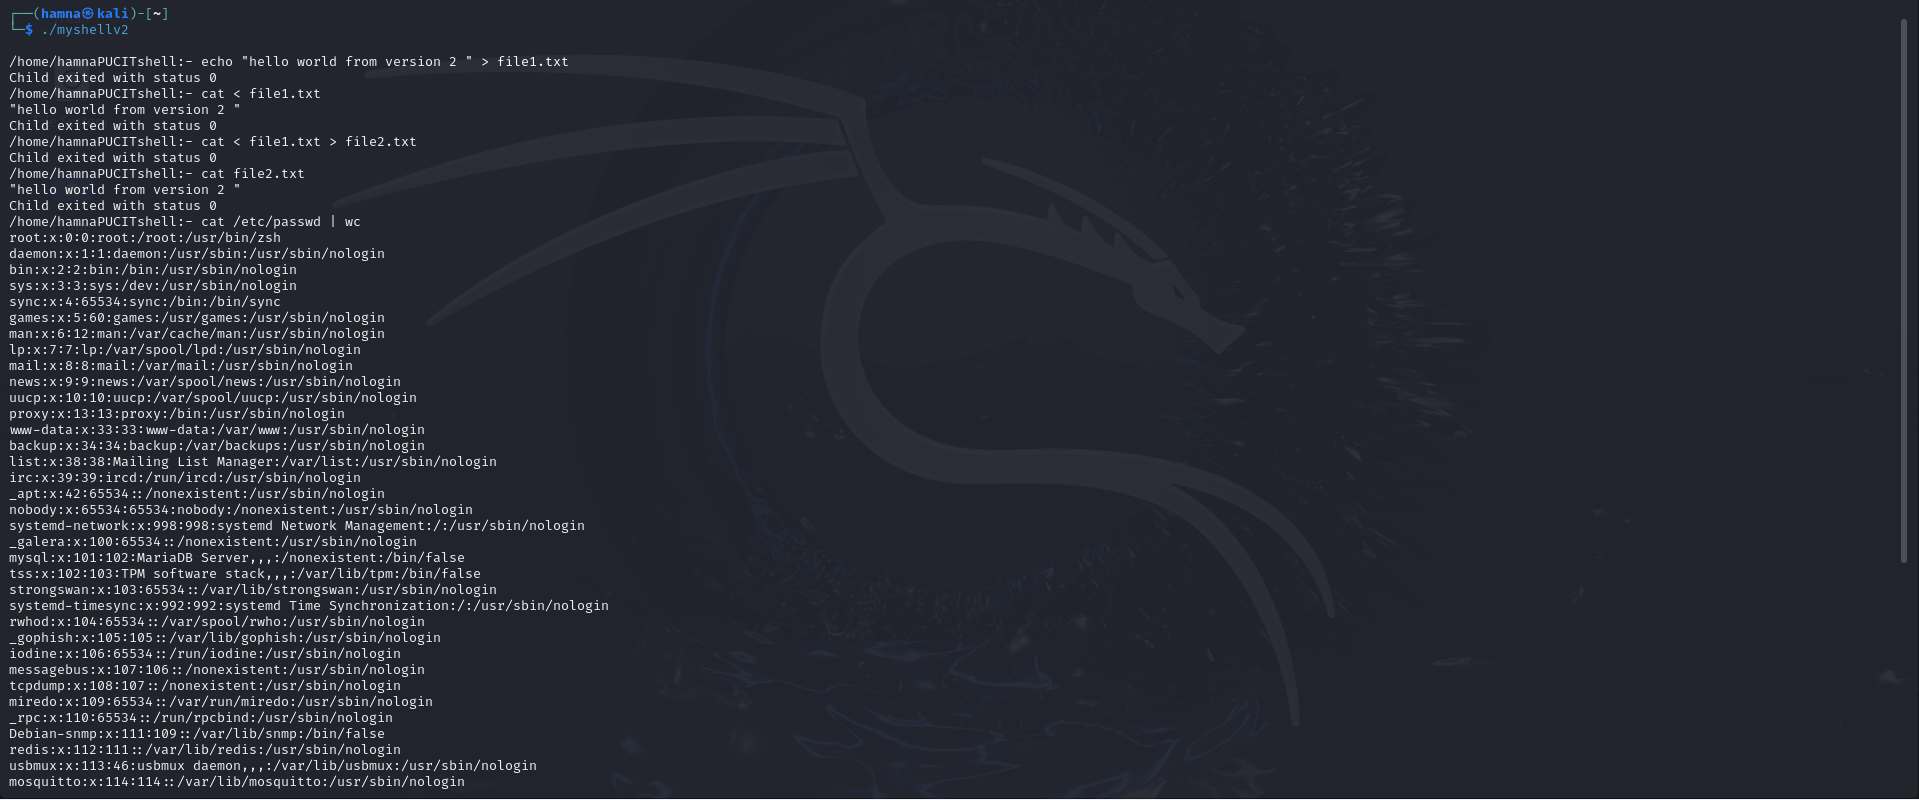 ┌──(hamna㉿kali)-[~]
└─$ ./myshellv2
/home/hamnaPUCITshell:- echo "hello world from version 2 " > file1.txt
Child exited with status 0
/home/hamnaPUCITshell:- cat < file1.txt
"hello world from version 2 "
Child exited with status 0
/home/hamnaPUCITshell:- cat < file1.txt > file2.txt
Child exited with status 0
/home/hamnaPUCITshell:- cat file2.txt
"hello world from version 2 "
Child exited with status 0
/home/hamnaPUCITshell:- cat /etc/passwd | wc
root:x:0:0:root:/root:/usr/bin/zsh
daemon:x:1:1:daemon:/usr/sbin:/usr/sbin/nologin
bin:x:2:2:bin:/bin:/usr/sbin/nologin
sys:x:3:3:sys:/dev:/usr/sbin/nologin
sync:x:4:65534:sync:/bin:/bin/sync
games:x:5:60:games:/usr/games:/usr/sbin/nologin
man:x:6:12:man:/var/cache/man:/usr/sbin/nologin
lp:x:7:7:lp:/var/spool/lpd:/usr/sbin/nologin
mail:x:8:8:mail:/var/mail:/usr/sbin/nologin
news:x:9:9:news:/var/spool/news:/usr/sbin/nologin
uucp:x:10:10:uucp:/var/spool/uucp:/usr/sbin/nologin
proxy:x:13:13:proxy:/bin:/usr/sbin/nologin
www-data:x:33:33:www-data:/var/www:/usr/sbin/nologin
backup:x:34:34:backup:/var/backups:/usr/sbin/nologin
list:x:38:38:Mailing List Manager:/var/list:/usr/sbin/nologin
irc:x:39:39:ircd:/run/ircd:/usr/sbin/nologin
_apt:x:42:65534::/nonexistent:/usr/sbin/nologin
nobody:x:65534:65534:nobody:/nonexistent:/usr/sbin/nologin
systemd-network:x:998:998:systemd Network Management:/:/usr/sbin/nologin
_galera:x:100:65534::/nonexistent:/usr/sbin/nologin
mysql:x:101:102:MariaDB Server,,,:/nonexistent:/bin/false
tss:x:102:103:TPM software stack,,,:/var/lib/tpm:/bin/false
strongswan:x:103:65534::/var/lib/strongswan:/usr/sbin/nologin
systemd-timesync:x:992:992:systemd Time Synchronization:/:/usr/sbin/nologin
rwhod:x:104:65534::/var/spool/rwho:/usr/sbin/nologin
_gophish:x:105:105::/var/lib/gophish:/usr/sbin/nologin
iodine:x:106:65534::/run/iodine:/usr/sbin/nologin
messagebus:x:107:106::/nonexistent:/usr/sbin/nologin
tcpdump:x:108:107::/nonexistent:/usr/sbin/nologin
miredo:x:109:65534::/var/run/miredo:/usr/sbin/nologin
_rpc:x:110:65534::/run/rpcbind:/usr/sbin/nologin
Debian-snmp:x:111:109::/var/lib/snmp:/bin/false
redis:x:112:111::/var/lib/redis:/usr/sbin/nologin
usbmux:x:113:46:usbmux daemon,,,:/var/lib/usbmux:/usr/sbin/nologin
mosquitto:x:114:114::/var/lib/mosquitto:/usr/sbin/nologin